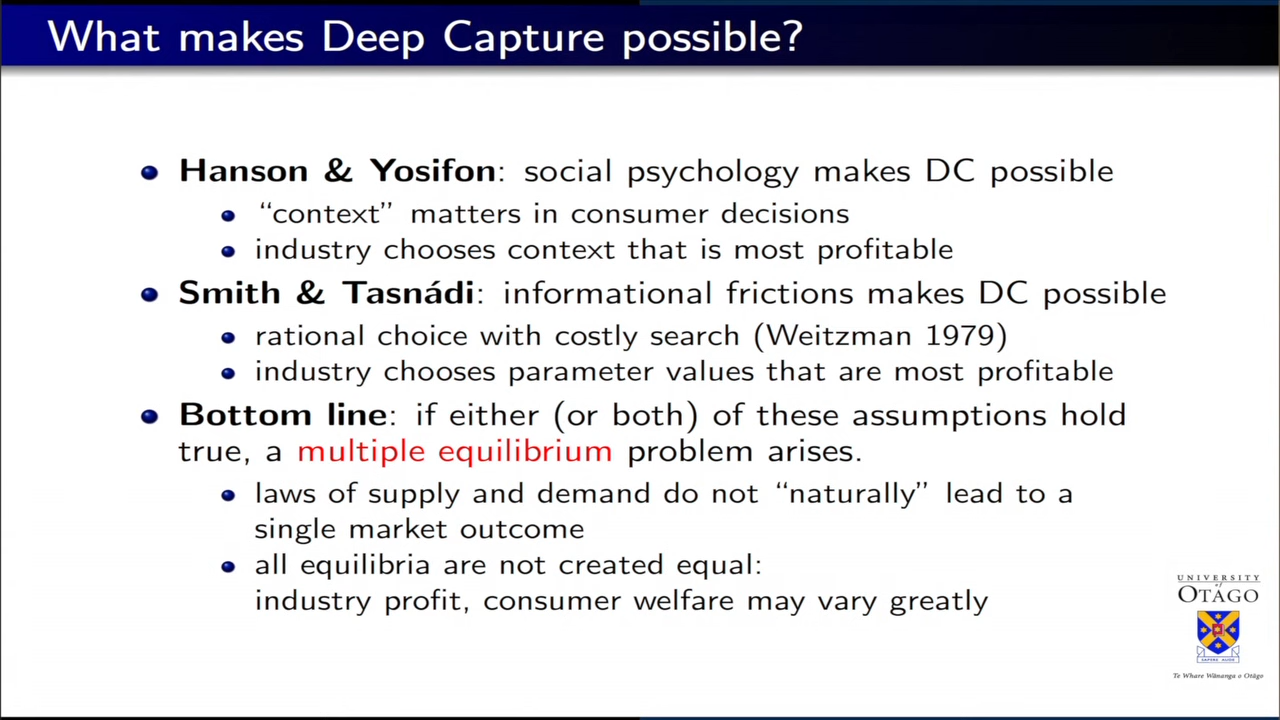 What makes Deep Capture possible?
Hanson & Yosifon: social psychology makes DC possible
“context” matters in consumer decisions
industry chooses context that is most profitable
Smith & Tasnádi: informational frictions makes DC possible
rational choice with costly search (Weitzman 1979)
industry chooses parameter values that are most profitable
Bottom line: if either (or both) of these assumptions hold
true, a multiple equilibrium problem arises.
laws of supply and demand do not “naturally” lead to a
single market outcome
all equilibria are not created equal:
industry profit, consumer welfare may vary greatly
UNIVERSITY
of
OTAGO
SAPERE AUDE
Te Whare Wānanga o Otāgo